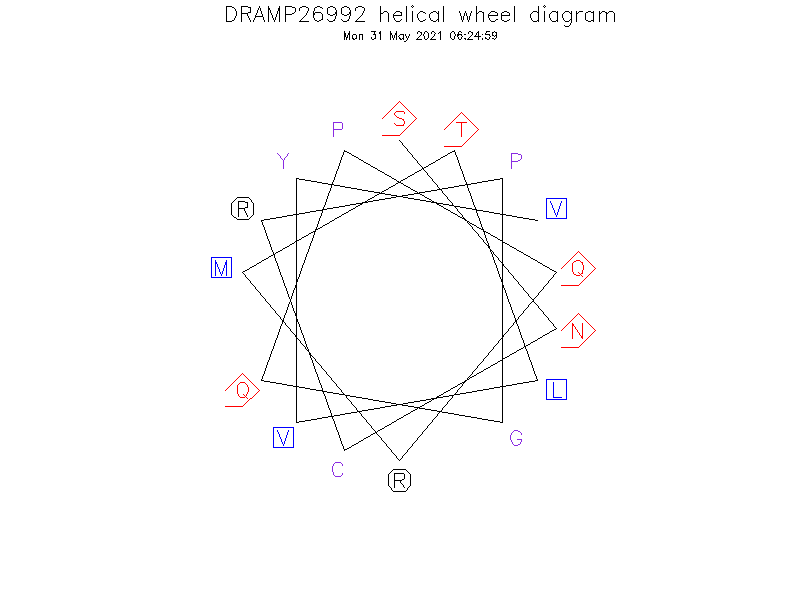 DRAMP26992 helical wheel diagram
Mon 31 May 2021 06:24:59
S
P T
Y P
R V
M Q
N
Q L
V G
C
R